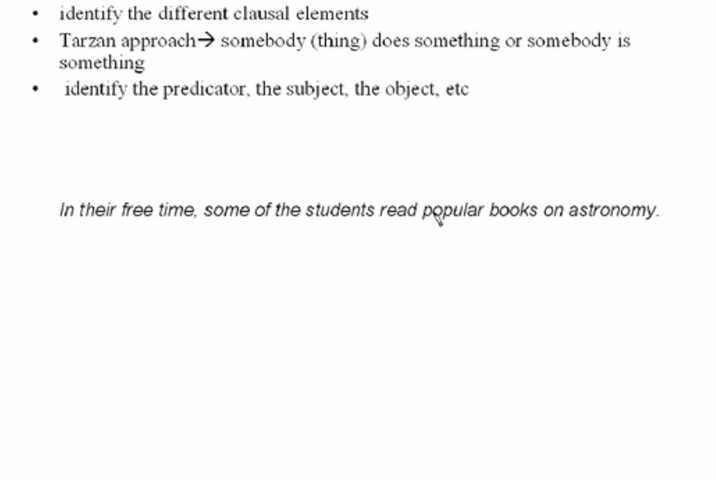 • identify the different clausal elements
• Tarzan approach→ somebody (thing) does something or somebody is
something
• identify the predicator, the subject, the object, etc
In their free time, some of the students read popular books on astronomy.